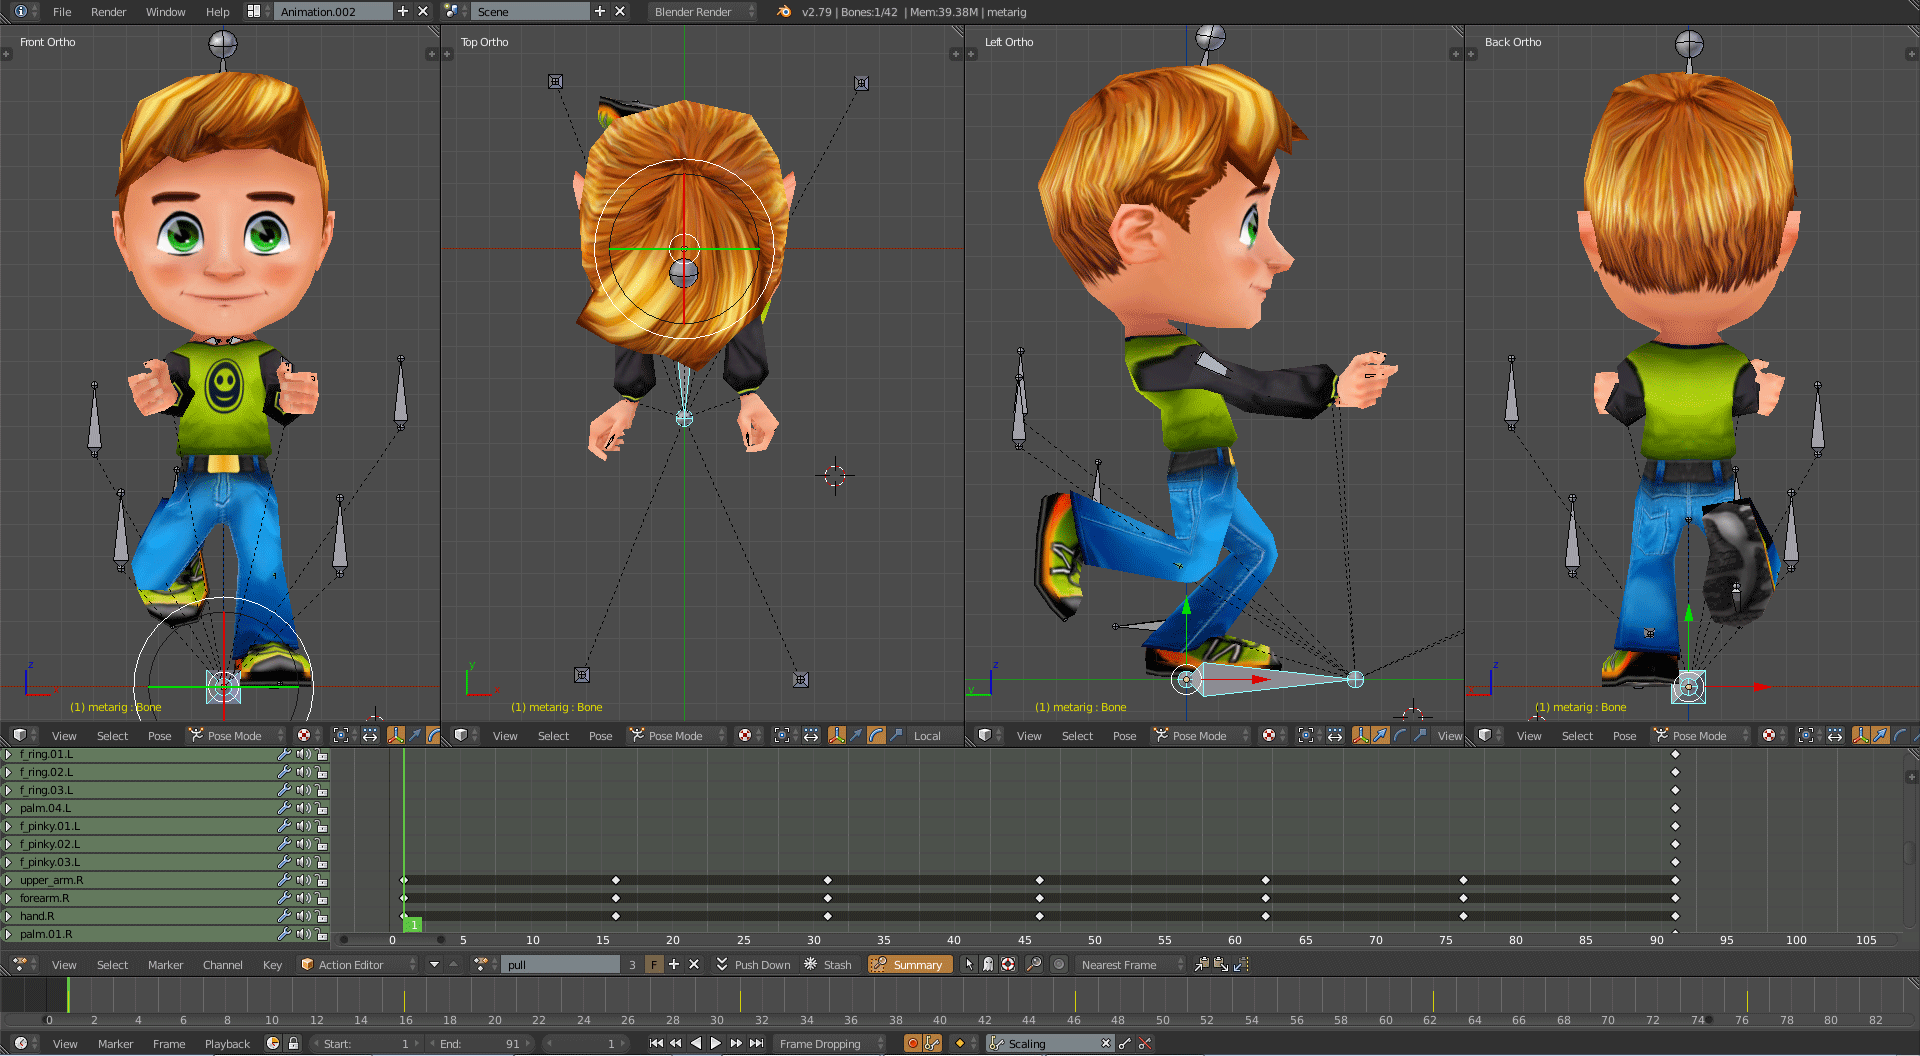 File Render Window Help Animation.002 Scene Blender Render v2.79 | Bones:1/42 | Mem:39.38M | metarig
Front Ortho
Top Ortho
Left Ortho
Back Ortho
z
y
z
y
z
(1) metarig : Bone
(1) metarig : Bone
(1) metarig : Bone
(1) metarig : Bone
View Select Pose Pose Mode
View Select Pose Pose Mode Local
View Select Pose Pose Mode View
View Select Pose Pose Mode
f_ring.01.L
f_ring.02.L
f_ring.03.L
palm.04.L
f_pinky.01.L
f_pinky.02.L
f_pinky.03.L
upper_arm.R
forearm.R
hand.R
palm.01.R
1
0 5 10 15 20 25 30 35 40 45 50 55 60 65 70 75 80 85 90 95 100 105
View Select Marker Channel Key Action Editor pull 3 F Push Down Stash Summary Nearest Frame
0 2 4 6 8 10 12 14 16 18 20 22 24 26 28 30 32 34 36 38 40 42 44 46 48 50 52 54 56 58 60 62 64 66 68 70 72 74 76 78 80 82
View Marker Frame Playback Start: 1 End: 91 1 Frame Dropping Scaling